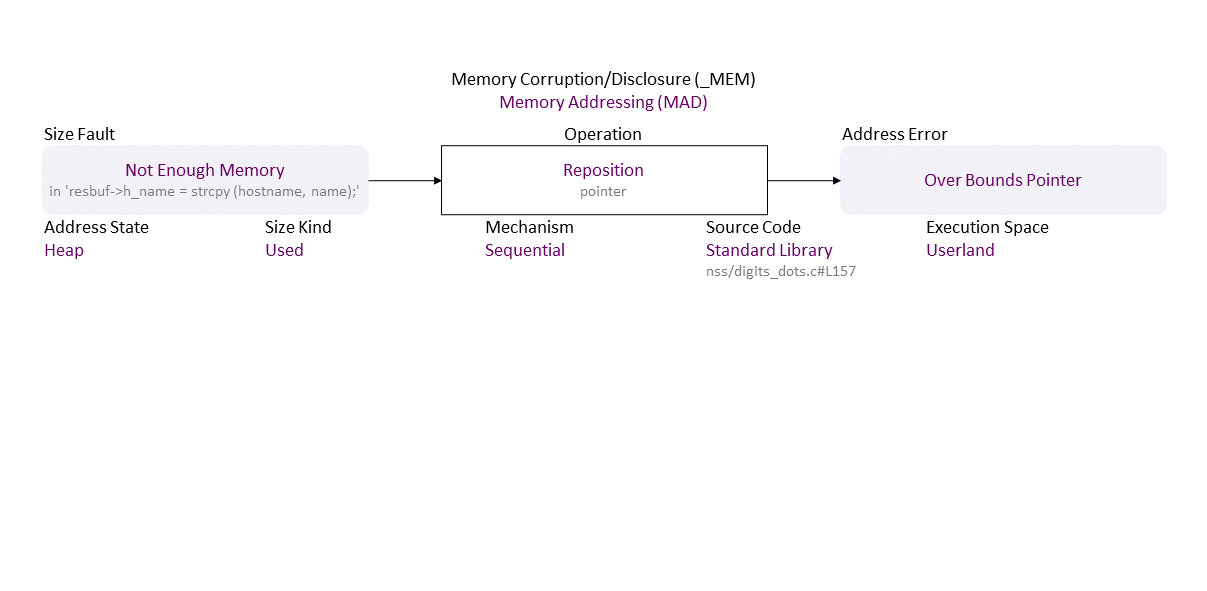 Memory Corruption/Disclosure (_MEM)
Memory Addressing (MAD)
Size Fault
Operation
Address Error
Not Enough Memory
in 'resbuf->h_name = strcpy (hostname, name);'
Reposition
pointer
Over Bounds Pointer
Address State
Size Kind
Mechanism
Source Code
Execution Space
Heap
Used
Sequential
Standard Library
Userland
nss/digits_dots.c#L157